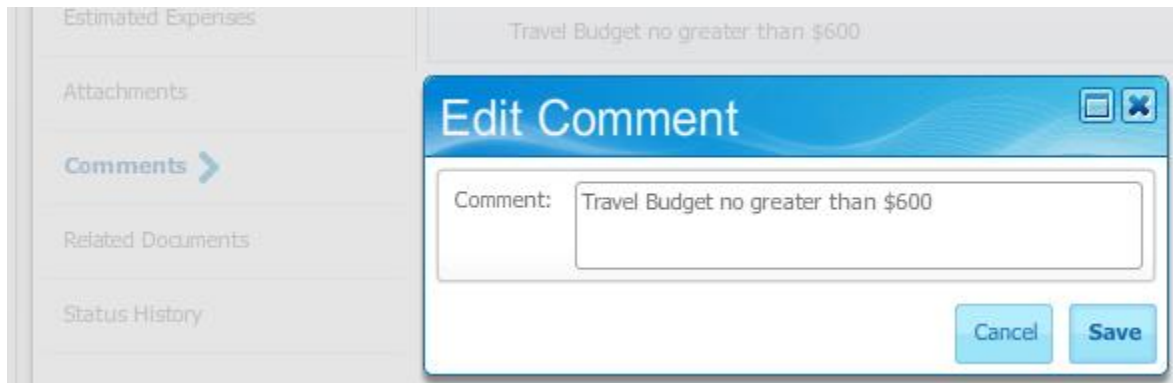 Estimated Expenses
Travel Budget no greater than $600
Attachments
Edit Comment
Comments
Comment: Travel Budget no greater than $600
Related Documents
Status History
Cancel Save